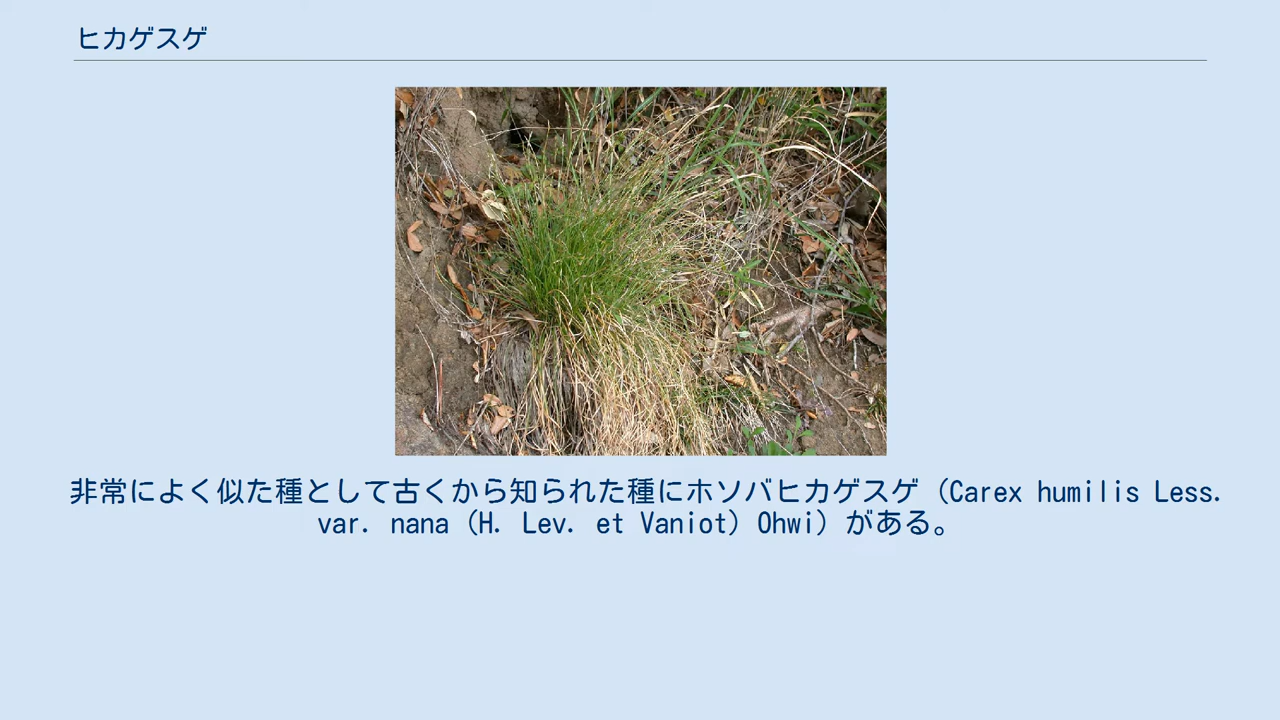 ヒカゲスゲ
非常によく似た種として古くから知られた種にホソバヒカゲスゲ（Carex humilis Less.
var. nana（H. Lev. et Vaniot）Ohwi）がある。